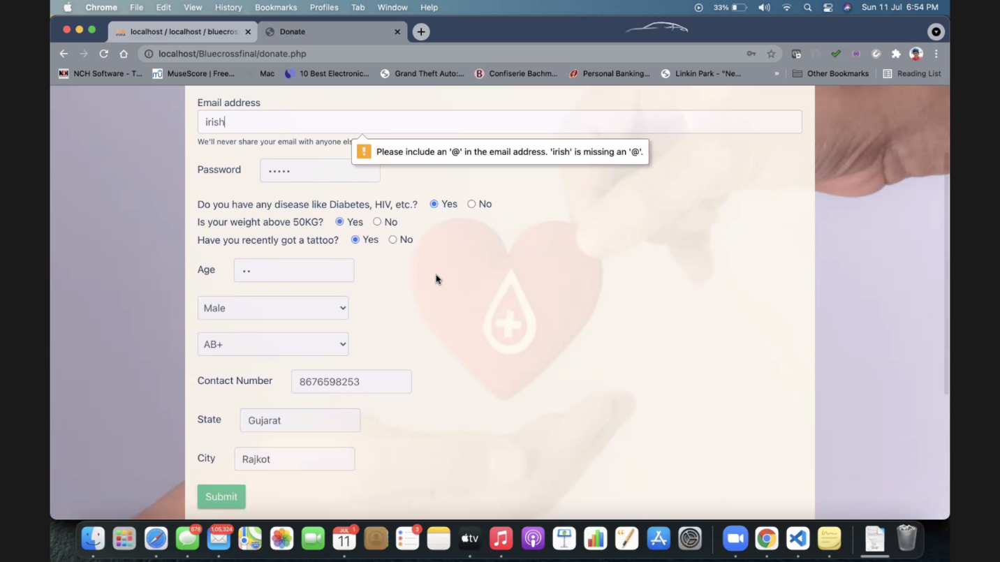 Chrome File Edit View History Bookmarks Profiles Tab Window Help 33% Sun 11 Jul 6:54 PM
localhost / localhost / bluecros Donate
localhost/Bluecrossfinal/donate.php
NCH Software - T... MuseScore | Free... Mac 10 Best Electronic... Grand Theft Auto:... Confiserie Bachm... Personal Banking... Linkin Park - "Ne... » Other Bookmarks Reading List
Email address
irish
We'll never share your email with anyone els
Please include an '@' in the email address. 'irish' is missing an '@'.
Password •••••
Do you have any disease like Diabetes, HIV, etc.? Yes No
Is your weight above 50KG? Yes No
Have you recently got a tattoo? Yes No
Age ••
Male
AB+
Contact Number 8676598253
State Gujarat
City Rajkot
Submit
678 1,05,324 JUL 11 1 3 tv